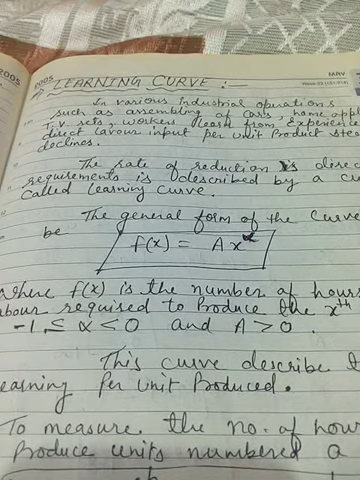 2005
2005
MAY
LEARNING CURVE :—
In various industrial operations
such as assembling of cars, home appl
T.V. sets, workers learn from Experience
direct labour input per unit Product stea
declines.
The rate of reduction is direc
requirements is described by a cu
called learning curve.
The general form of the curve
be
f(x) = Ax^α
where f(x) is the number of hours
labour required to produce the xth
-1 ≤ α < 0 and A > 0.
This curve describe t
earning Per unit Produced.
To measure the no. of hour
Produce units numbered a